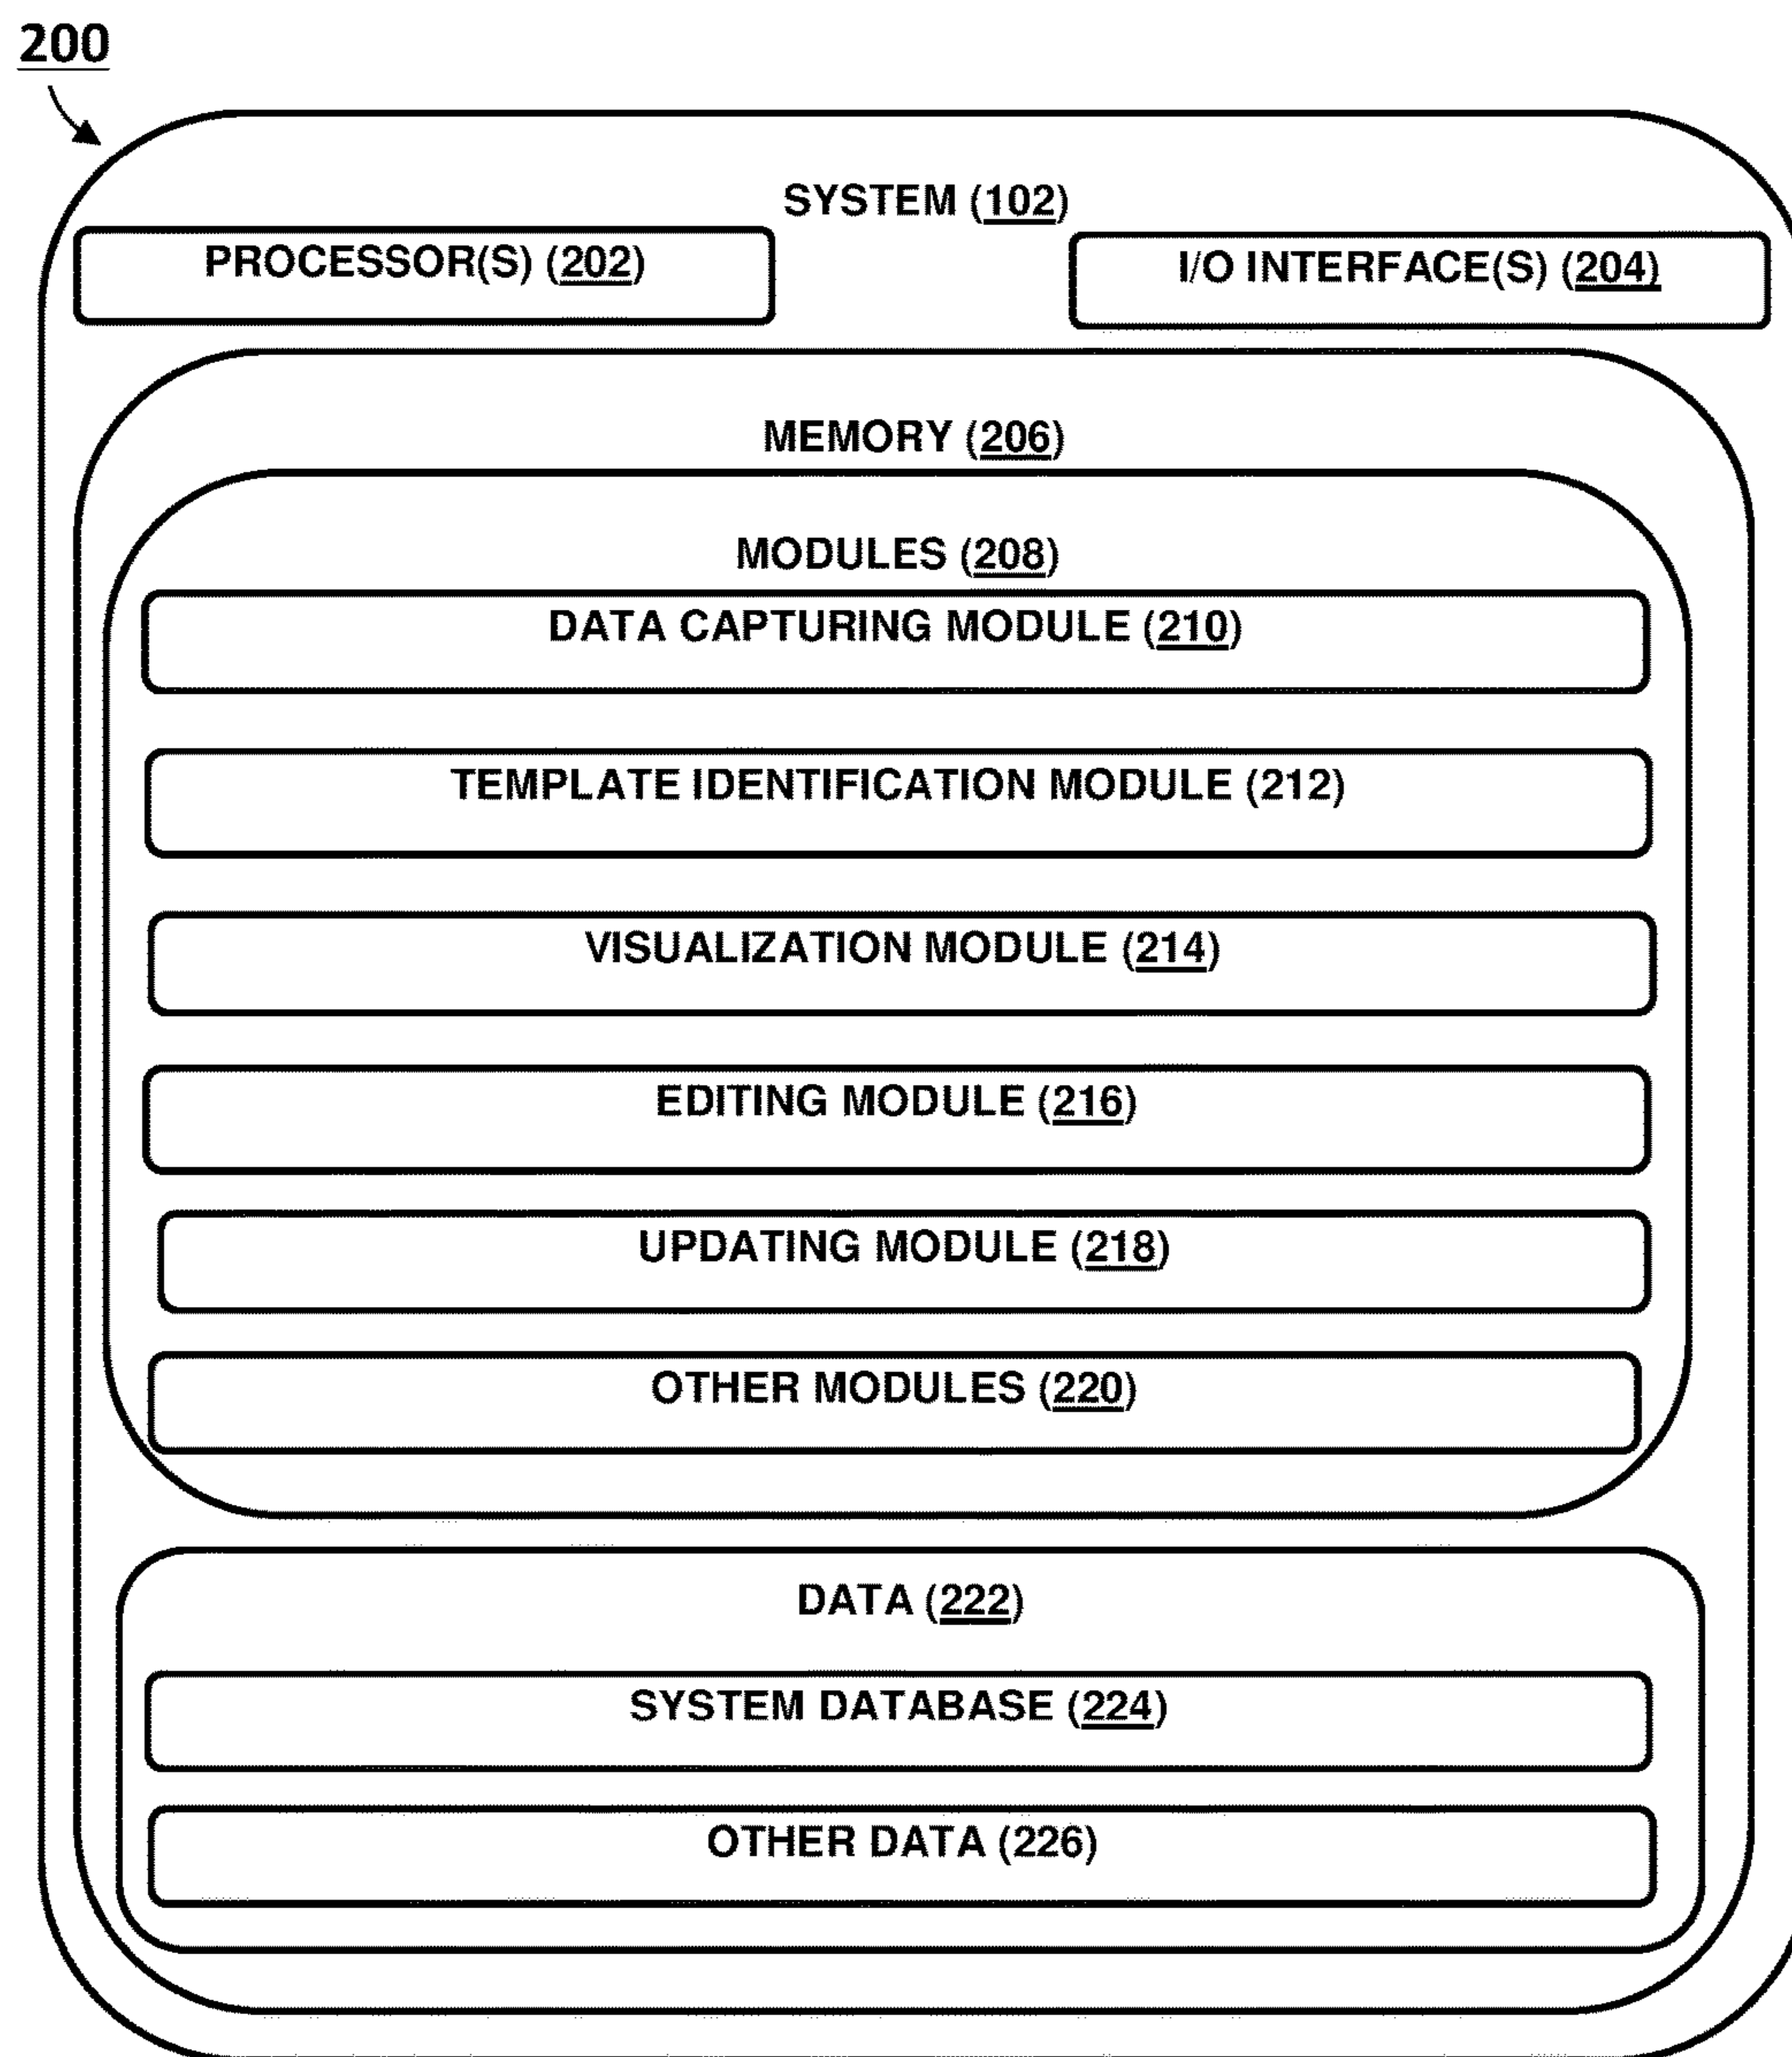 200
SYSTEM (102)
PROCESSOR(S) (202)
I/O INTERFACE(S) (204)
MEMORY (206)
MODULES (208)
DATA CAPTURING MODULE (210)
TEMPLATE IDENTIFICATION MODULE (212)
VISUALIZATION MODULE (214)
EDITING MODULE (216)
UPDATING MODULE (218)
OTHER MODULES (220)
DATA (222)
SYSTEM DATABASE (224)
OTHER DATA (226)